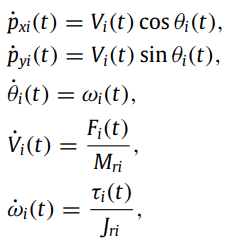 ṗxi(t) = Vi(t) cos θi(t),
ṗyi(t) = Vi(t) sin θi(t),
θ̇i(t) = ωi(t),
V̇i(t) = Fi(t) / Mri,
ω̇i(t) = τi(t) / Jri,